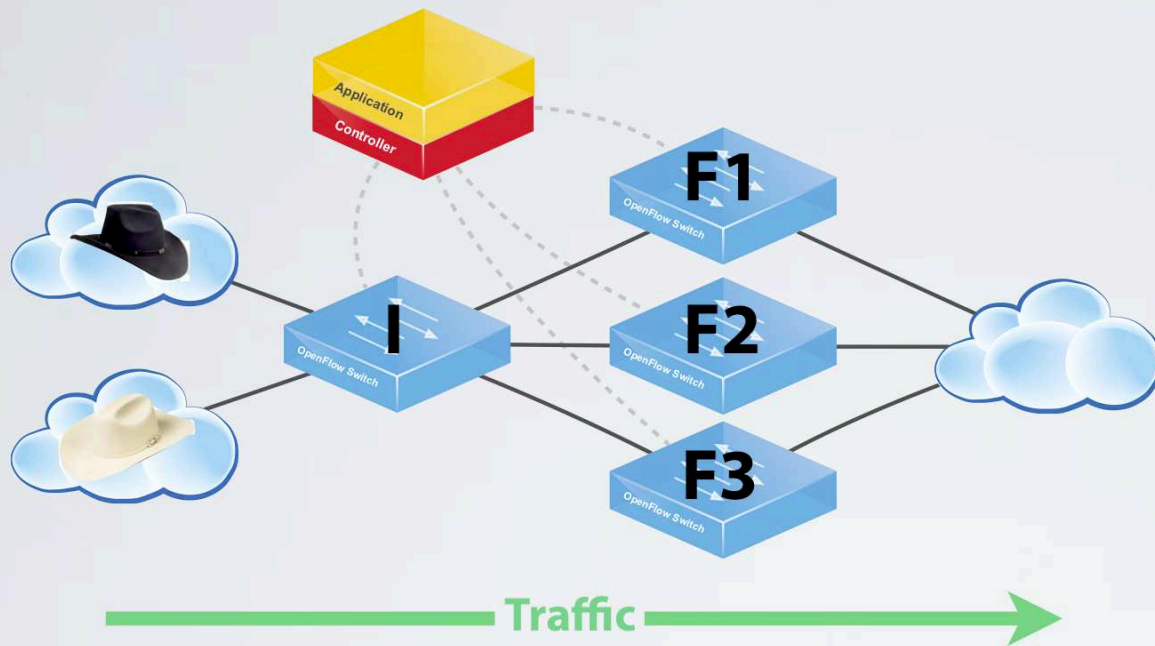 Application
Controller
F1
OpenFlow Switch
I
OpenFlow Switch
F2
OpenFlow Switch
F3
OpenFlow Switch
Traffic